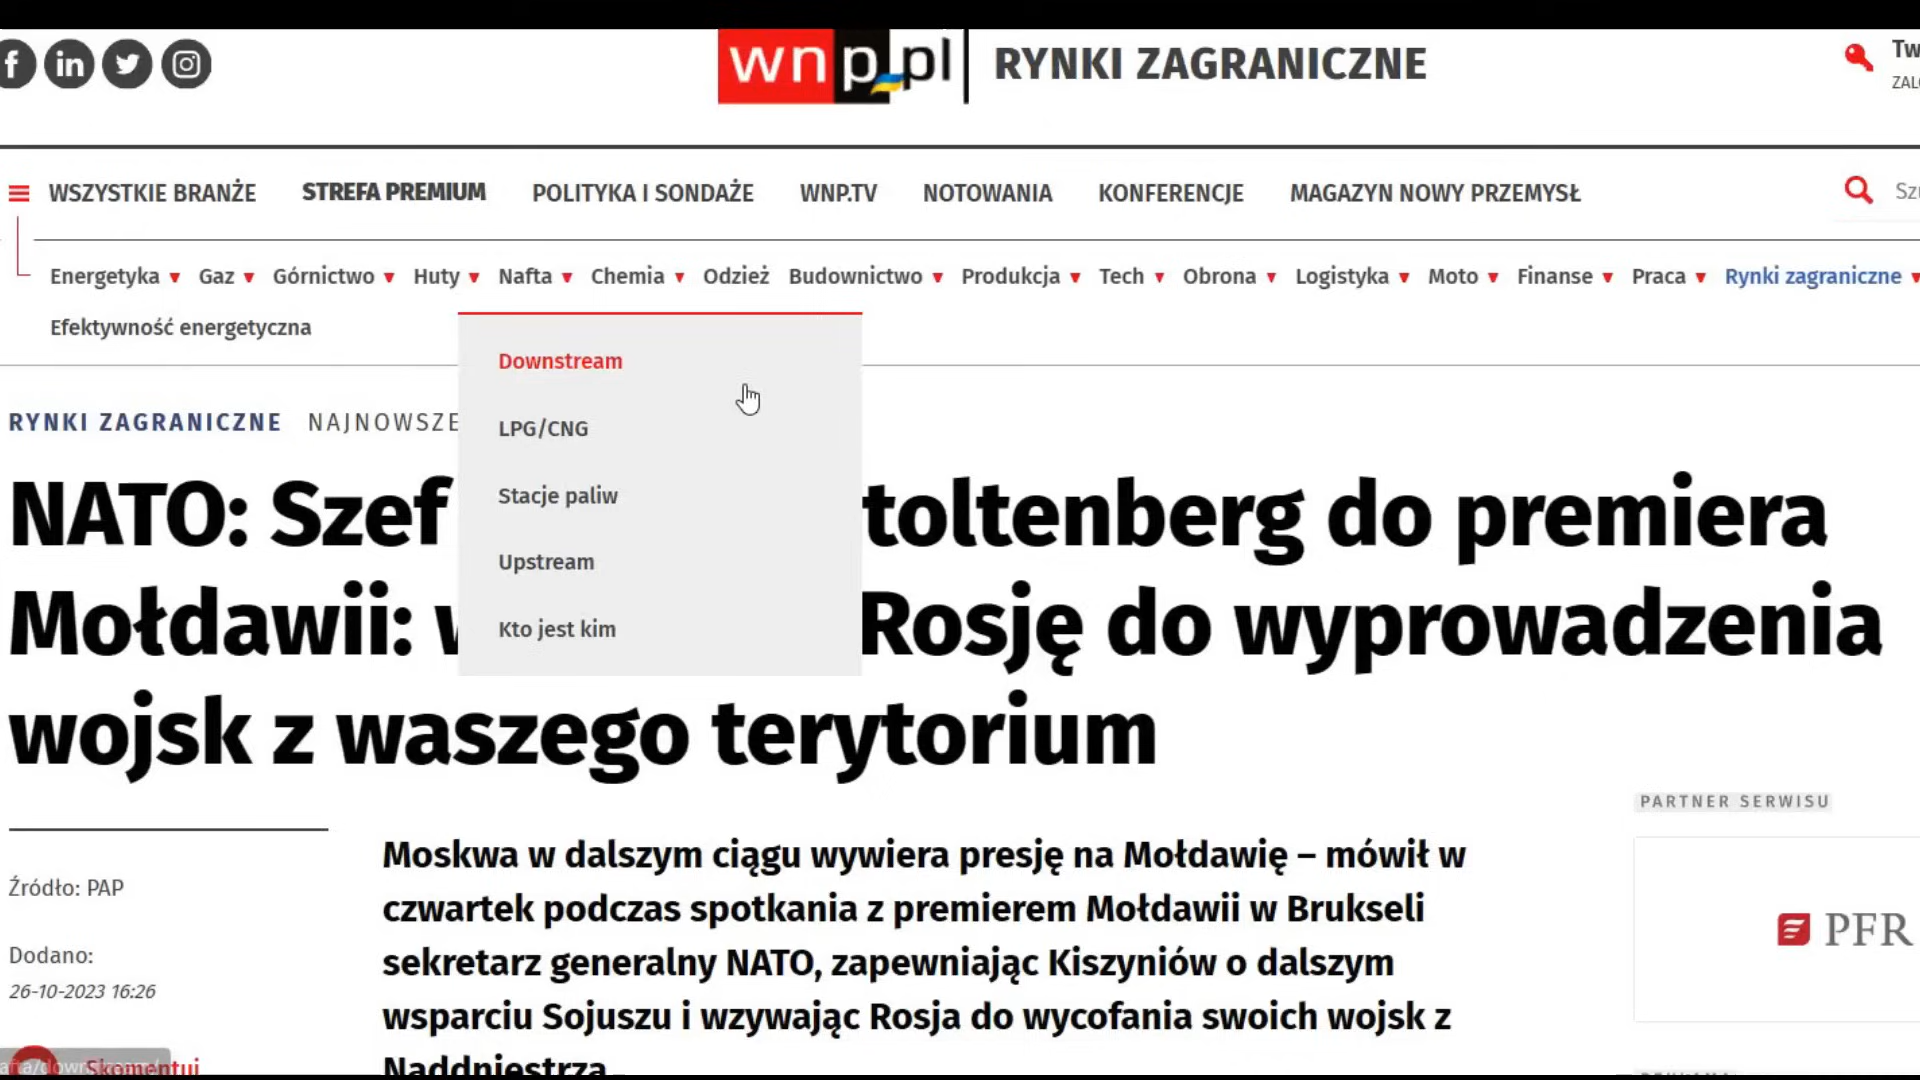 wnp.pl RYNKI ZAGRANICZNE
WSZYSTKIE BRANŻE STREFA PREMIUM POLITYKA I SONDAŻE WNP.TV NOTOWANIA KONFERENCJE MAGAZYN NOWY PRZEMYSŁ
Energetyka Gaz Górnictwo Huty Nafta Chemia Odzież Budownictwo Produkcja Tech Obrona Logistyka Moto Finanse Praca Rynki zagraniczne
Efektywność energetyczna
Downstream
LPG/CNG
Stacje paliw
Upstream
Kto jest kim
RYNKI ZAGRANICZNE NAJNOWSZE
NATO: Szef toltenberg do premiera
Mołdawii: Rosję do wyprowadzenia
wojsk z waszego terytorium
PARTNER SERWISU
PFR
Źródło: PAP
Dodano:
26-10-2023 16:26
Skomentuj
Moskwa w dalszym ciągu wywiera presję na Mołdawię – mówił w
czwartek podczas spotkania z premierem Mołdawii w Brukseli
sekretarz generalny NATO, zapewniając Kiszyniów o dalszym
wsparciu Sojuszu i wzywając Rosja do wycofania swoich wojsk z
Naddniestrza.